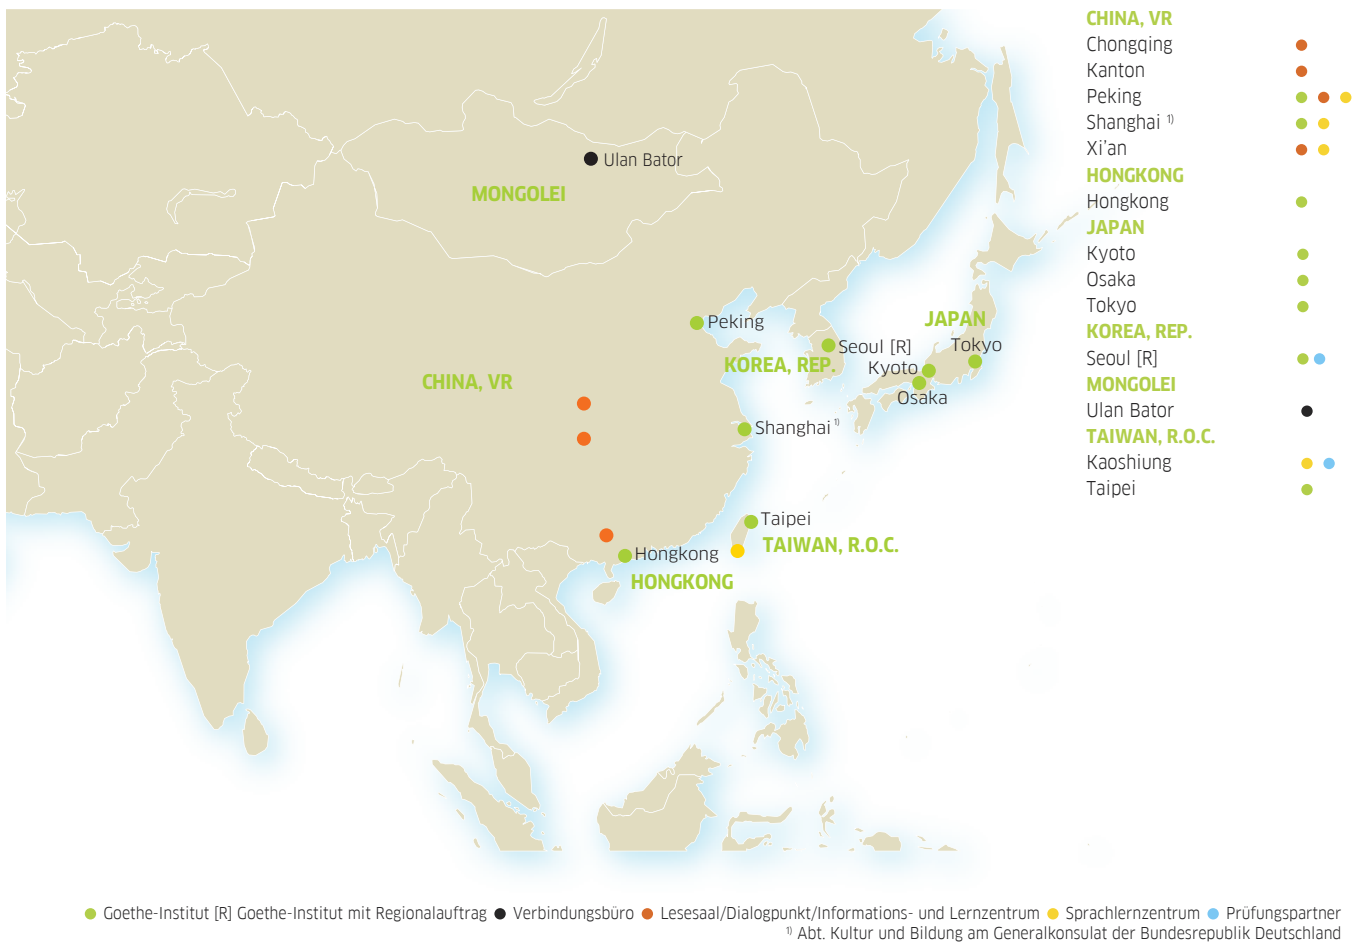 CHINA, VR
Chongqing
Kanton
Peking
Shanghai ¹⁾
Xi'an
HONGKONG
Hongkong
JAPAN
Kyoto
Osaka
Tokyo
KOREA, REP.
Seoul [R]
MONGOLEI
Ulan Bator
TAIWAN, R.O.C.
Kaoshiung
Taipei
Ulan Bator
MONGOLEI
Peking
JAPAN
Seoul [R]
Tokyo
KOREA, REP.
Kyoto
CHINA, VR
Osaka
Shanghai ¹⁾
Taipei
TAIWAN, R.O.C.
Hongkong
HONGKONG
Goethe-Institut [R] Goethe-Institut mit Regionalauftrag Verbindungsbüro Lesesaal/Dialogpunkt/Informations- und Lernzentrum Sprachlernzentrum Prüfungspartner
¹⁾ Abt. Kultur und Bildung am Generalkonsulat der Bundesrepublik Deutschland